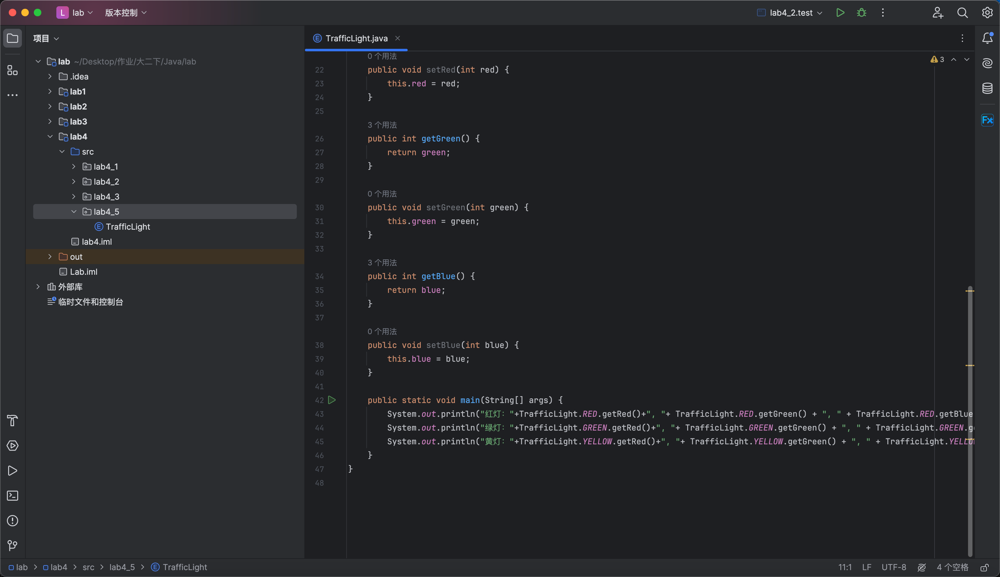 L lab 版本控制 lab4_2.test
项目
lab ~/Desktop/作业/大二下/Java/lab
.idea
lab1
lab2
lab3
lab4
src
lab4_1
lab4_2
lab4_3
lab4_5
E TrafficLight
lab4.iml
out
Lab.iml
外部库
临时文件和控制台
E TrafficLight.java
3
Fx
0 个用法
22 public void setRed(int red) {
23 this.red = red;
24 }
25
3 个用法
26 public int getGreen() {
27 return green;
28 }
29
0 个用法
30 public void setGreen(int green) {
31 this.green = green;
32 }
33
3 个用法
34 public int getBlue() {
35 return blue;
36 }
37
0 个用法
38 public void setBlue(int blue) {
39 this.blue = blue;
40 }
41
42 public static void main(String[] args) {
43 System.out.println("红灯："+TrafficLight.RED.getRed()+", "+ TrafficLight.RED.getGreen() + ", " + TrafficLight.RED.getBlue
44 System.out.println("绿灯："+TrafficLight.GREEN.getRed()+", "+ TrafficLight.GREEN.getGreen() + ", " + TrafficLight.GREEN.g
45 System.out.println("黄灯："+TrafficLight.YELLOW.getRed()+", "+ TrafficLight.YELLOW.getGreen() + ", " + TrafficLight.YELLO
46 }
47 }
48
lab > lab4 > src > lab4_5 > E TrafficLight
11:1 LF UTF-8 4 个空格